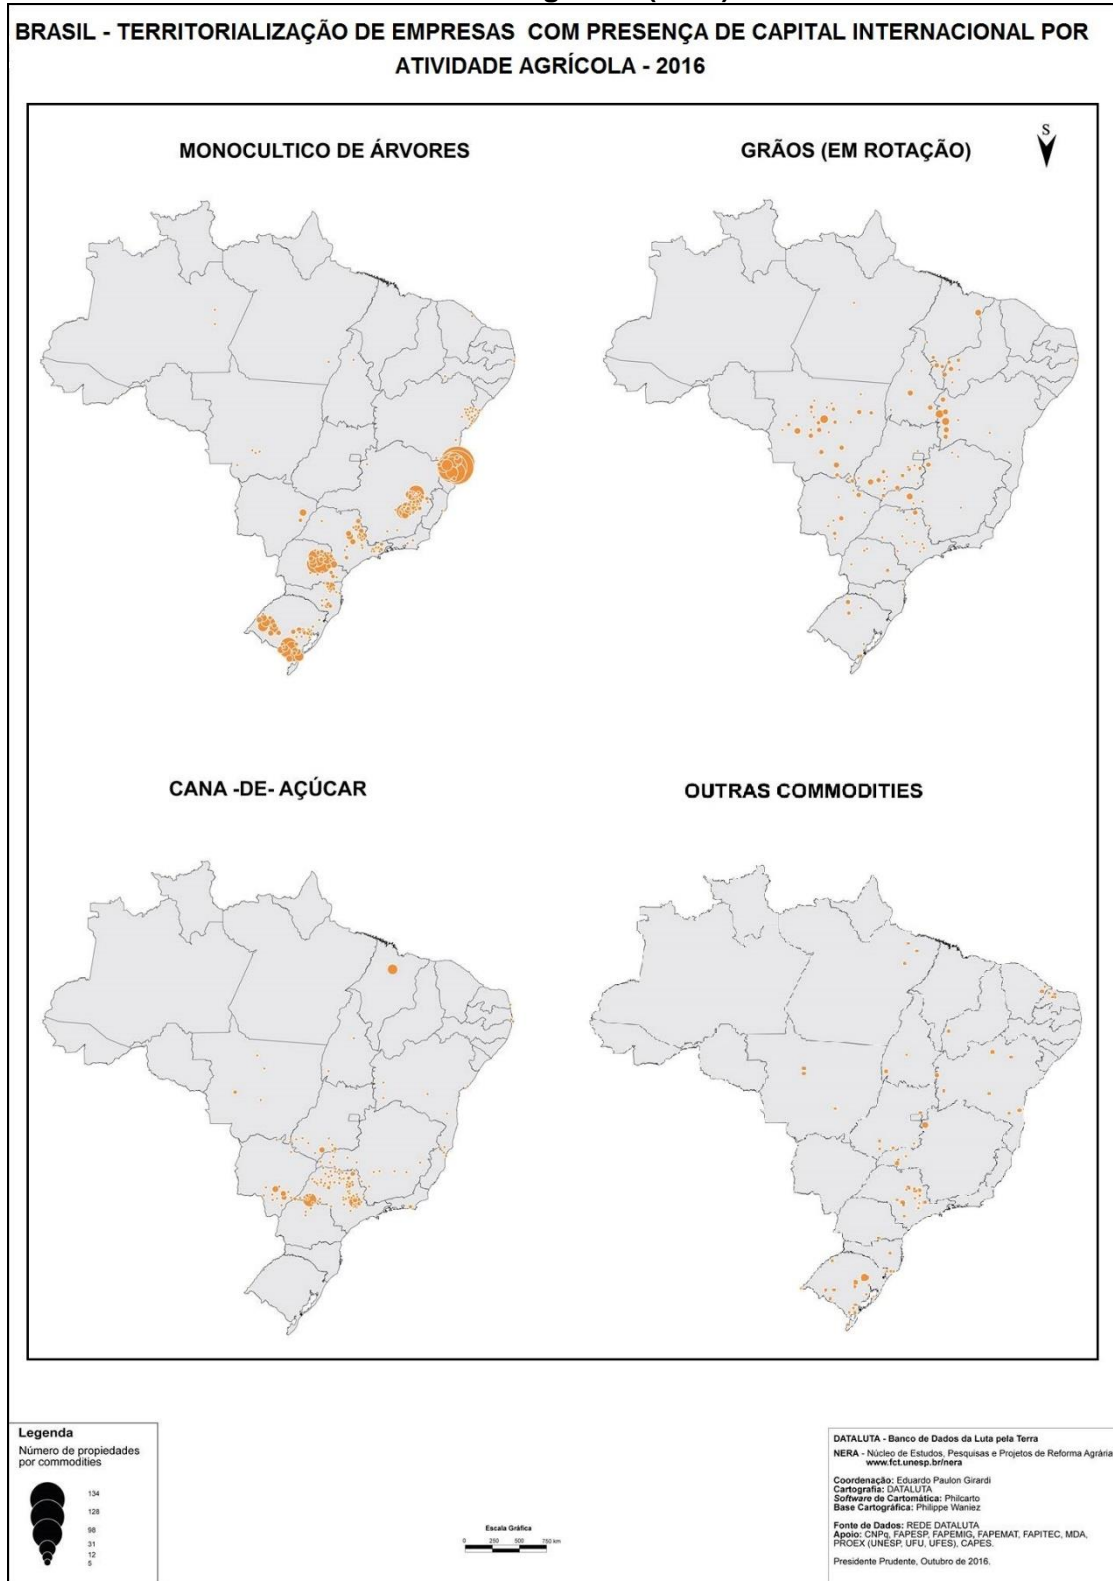 BRASIL - TERRITORIALIZAÇÃO DE EMPRESAS COM PRESENÇA DE CAPITAL INTERNACIONAL POR
ATIVIDADE AGRÍCOLA - 2016
MONOCULTICO DE ÁRVORES
GRÃOS (EM ROTAÇÃO)
S
CANA -DE- AÇÚCAR
OUTRAS COMMODITIES
Legenda
Número de propiedades
por commodities
134
128
98
31
12
5
Escala Gráfica
0 250 500 750 km
DATALUTA - Banco de Dados da Luta pela Terra
NERA - Núcleo de Estudos, Pesquisas e Projetos de Reforma Agrária
www.fct.unesp.br/nera
Coordenação: Eduardo Paulon Girardi
Cartografia: DATALUTA
Software de Cartomática: Philcarto
Base Cartográfica: Philippe Waniez
Fonte de Dados: REDE DATALUTA
Apoio: CNPq, FAPESP, FAPEMIG, FAPEMAT, FAPITEC, MDA,
PROEX (UNESP, UFU, UFES), CAPES.
Presidente Prudente, Outubro de 2016.